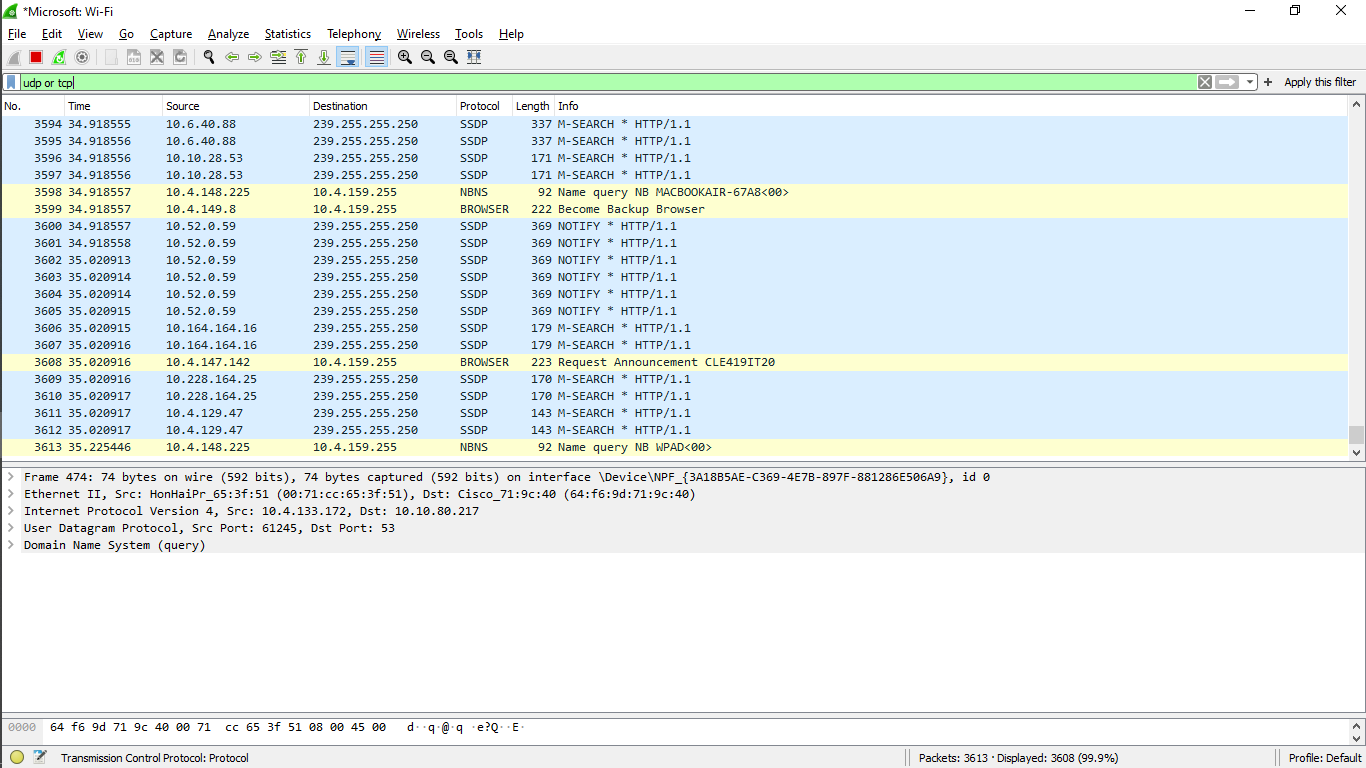 *Microsoft: Wi-Fi
File Edit View Go Capture Analyze Statistics Telephony Wireless Tools Help
udp or tcp + Apply this filter
No. Time Source Destination Protocol Length Info
3594 34.918555 10.6.40.88 239.255.255.250 SSDP 337 M-SEARCH * HTTP/1.1
3595 34.918556 10.6.40.88 239.255.255.250 SSDP 337 M-SEARCH * HTTP/1.1
3596 34.918556 10.10.28.53 239.255.255.250 SSDP 171 M-SEARCH * HTTP/1.1
3597 34.918556 10.10.28.53 239.255.255.250 SSDP 171 M-SEARCH * HTTP/1.1
3598 34.918557 10.4.148.225 10.4.159.255 NBNS 92 Name query NB MACBOOKAIR-67A8<00>
3599 34.918557 10.4.149.8 10.4.159.255 BROWSER 222 Become Backup Browser
3600 34.918557 10.52.0.59 239.255.255.250 SSDP 369 NOTIFY * HTTP/1.1
3601 34.918558 10.52.0.59 239.255.255.250 SSDP 369 NOTIFY * HTTP/1.1
3602 35.020913 10.52.0.59 239.255.255.250 SSDP 369 NOTIFY * HTTP/1.1
3603 35.020914 10.52.0.59 239.255.255.250 SSDP 369 NOTIFY * HTTP/1.1
3604 35.020914 10.52.0.59 239.255.255.250 SSDP 369 NOTIFY * HTTP/1.1
3605 35.020915 10.52.0.59 239.255.255.250 SSDP 369 NOTIFY * HTTP/1.1
3606 35.020915 10.164.164.16 239.255.255.250 SSDP 179 M-SEARCH * HTTP/1.1
3607 35.020916 10.164.164.16 239.255.255.250 SSDP 179 M-SEARCH * HTTP/1.1
3608 35.020916 10.4.147.142 10.4.159.255 BROWSER 223 Request Announcement CLE419IT20
3609 35.020916 10.228.164.25 239.255.255.250 SSDP 170 M-SEARCH * HTTP/1.1
3610 35.020917 10.228.164.25 239.255.255.250 SSDP 170 M-SEARCH * HTTP/1.1
3611 35.020917 10.4.129.47 239.255.255.250 SSDP 143 M-SEARCH * HTTP/1.1
3612 35.020917 10.4.129.47 239.255.255.250 SSDP 143 M-SEARCH * HTTP/1.1
3613 35.225446 10.4.148.225 10.4.159.255 NBNS 92 Name query NB WPAD<00>
Frame 474: 74 bytes on wire (592 bits), 74 bytes captured (592 bits) on interface \Device\NPF_{3A18B5AE-C369-4E7B-897F-881286E506A9}, id 0
Ethernet II, Src: HonHaiPr_65:3f:51 (00:71:cc:65:3f:51), Dst: Cisco_71:9c:40 (64:f6:9d:71:9c:40)
Internet Protocol Version 4, Src: 10.4.133.172, Dst: 10.10.80.217
User Datagram Protocol, Src Port: 61245, Dst Port: 53
Domain Name System (query)
0000 64 f6 9d 71 9c 40 00 71 cc 65 3f 51 08 00 45 00 d··q·@·q ·e?Q··E·
Transmission Control Protocol: Protocol Packets: 3613 · Displayed: 3608 (99.9%) Profile: Default